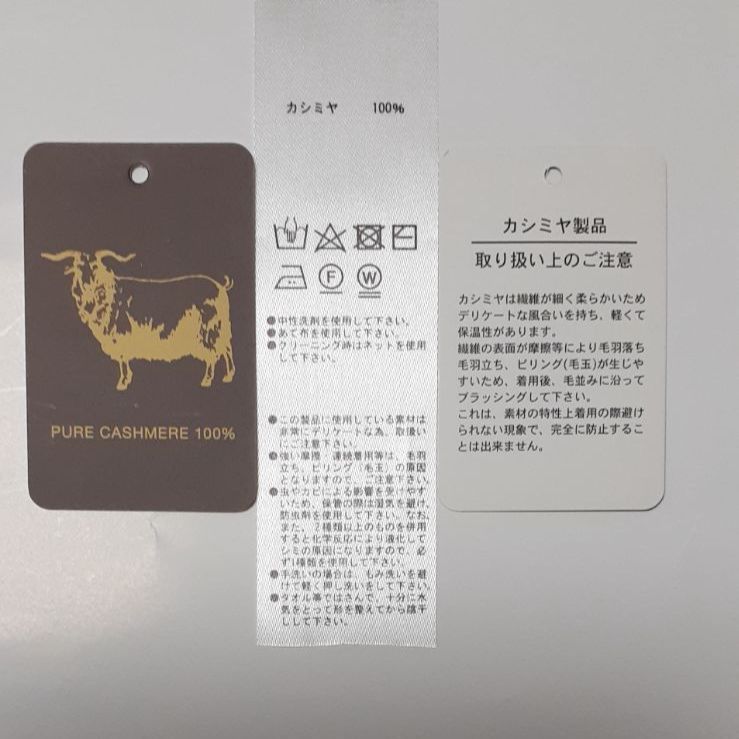 PURE CASHMERE 100%
カシミヤ 100%
F W
●中性洗剤を使用して下さい。
●あて布を使用して下さい。
●クリーニング時はネットを使用
して下さい。
●この製品に使用している素材は
非常にデリケートな為、取扱い
にご注意下さい。
●強い摩擦、連続着用等は、毛羽
立ち、ピリング（毛玉）の原因
となりますので、ご注意下さい。
●虫やカビによる影響を受けやす
いため、保管の際は湿気を避け、
防虫剤を使用して下さい。なお、
また、2種類以上のものを併用
すると化学反応により液化して
シミの原因になりますので、必
ず1種類を使用して下さい。
●手洗いの場合は、もみ洗いを避
けて軽く押し洗いをして下さい。
●タオル等ではさんで、十分に水
気をとって形を整えてから陰干
しして下さい。
カシミヤ製品
取り扱い上のご注意
カシミヤは繊維が細く柔らかいため
デリケートな風合いを持ち、軽くて
保温性があります。
繊維の表面が摩擦等により毛羽落ち
毛羽立ち、ピリング(毛玉)が生じや
すいため、着用後、毛並みに沿って
ブラッシングして下さい。
これは、素材の特性上着用の際避け
られない現象で、完全に防止するこ
とは出来ません。